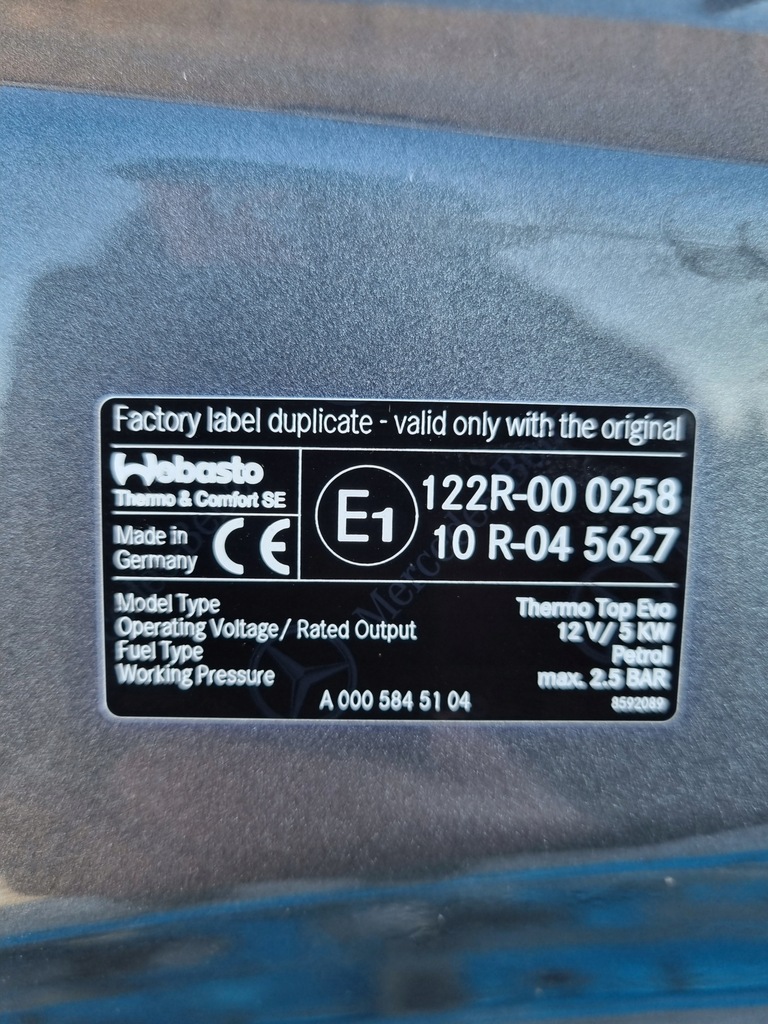 Factory label duplicate - valid only with the original
Webasto
Thermo & Comfort SE
Made in
Germany
CE
E1
122R-00 0258
10 R-04 5627
Model Type Thermo Top Evo
Operating Voltage/ Rated Output 12 V/ 5 KW
Fuel Type Petrol
Working Pressure max. 2.5 BAR
A 000 584 51 04
8592089